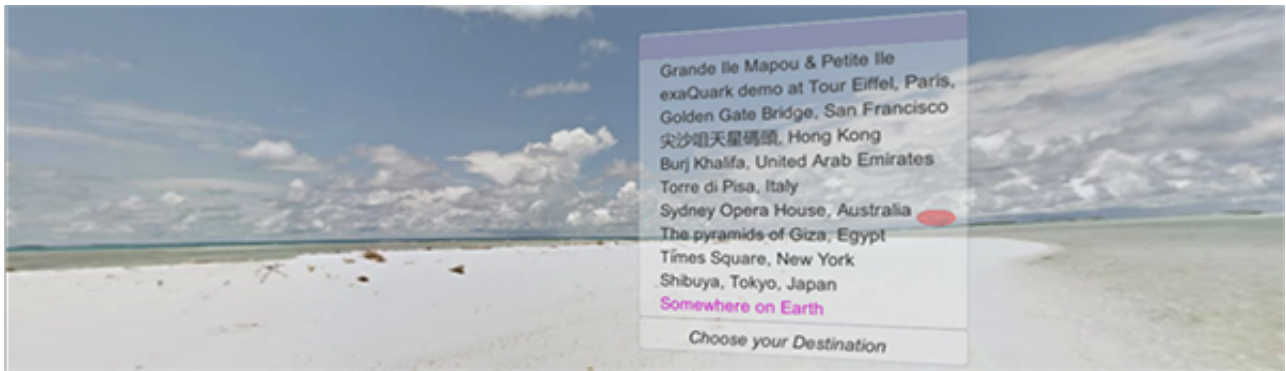 Grande Ile Mapou & Petite Ile
exaQuark demo at Tour Eiffel, Paris,
Golden Gate Bridge, San Francisco
尖沙咀天星碼頭, Hong Kong
Burj Khalifa, United Arab Emirates
Torre di Pisa, Italy
Sydney Opera House, Australia
The pyramids of Giza, Egypt
Times Square, New York
Shibuya, Tokyo, Japan
Somewhere on Earth
Choose your Destination